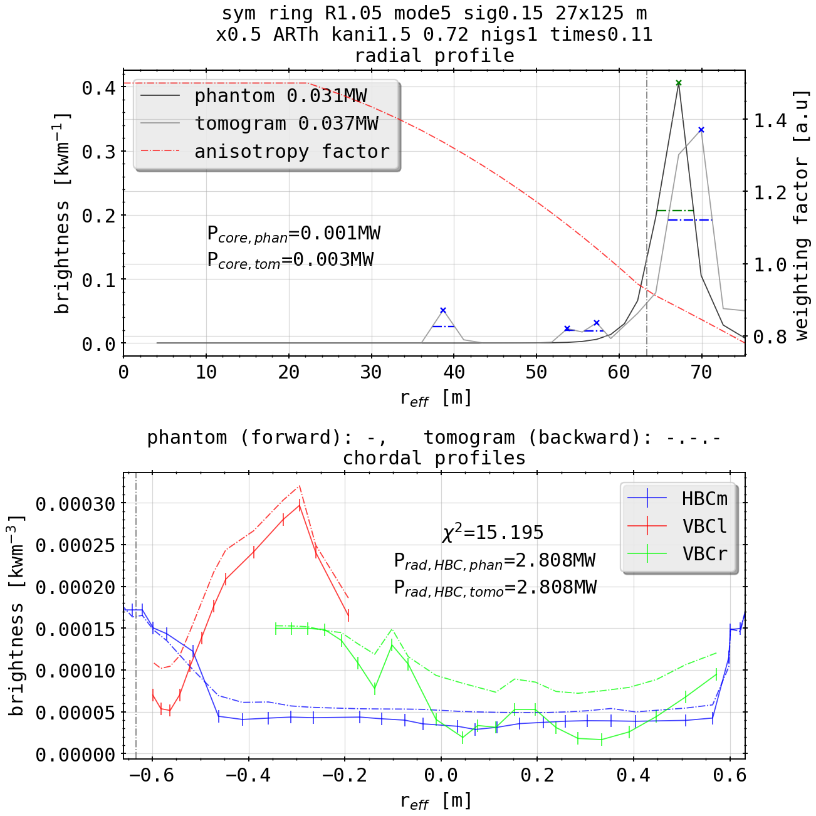 sym ring R1.05 mode5 sig0.15 27x125 m
x0.5 ARTh kani1.5 0.72 nigs1 times0.11
radial profile
phantom 0.031MW
tomogram 0.037MW
anisotropy factor
P_core,phan=0.001MW
P_core,tom=0.003MW
brightness [kwm⁻¹]
0.4
0.3
0.2
0.1
0.0
weighting factor [a.u]
1.4
1.2
1.0
0.8
0 10 20 30 40 50 60 70
r_eff [m]
phantom (forward): -,   tomogram (backward): -.-.-
chordal profiles
HBCm
VBCl
VBCr
χ²=15.195
P_rad,HBC,phan=2.808MW
P_rad,HBC,tomo=2.808MW
brightness [kwm⁻³]
0.00030
0.00025
0.00020
0.00015
0.00010
0.00005
0.00000
−0.6 −0.4 −0.2 0.0 0.2 0.4 0.6
r_eff [m]